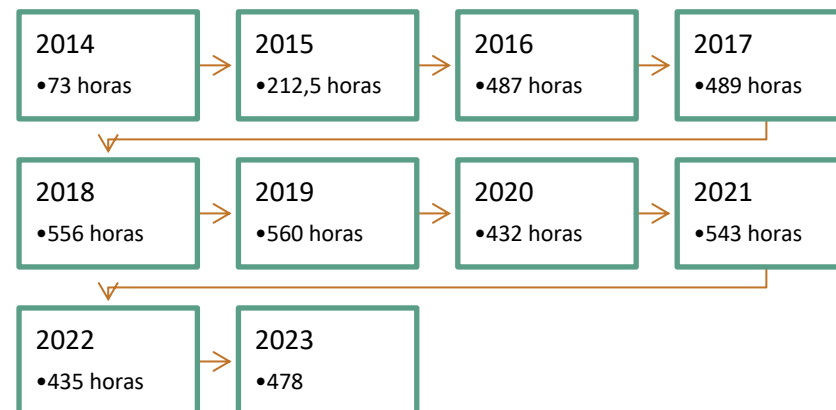 2014
•73 horas
2015
•212,5 horas
2016
•487 horas
2017
•489 horas
2018
•556 horas
2019
•560 horas
2020
•432 horas
2021
•543 horas
2022
•435 horas
2023
•478